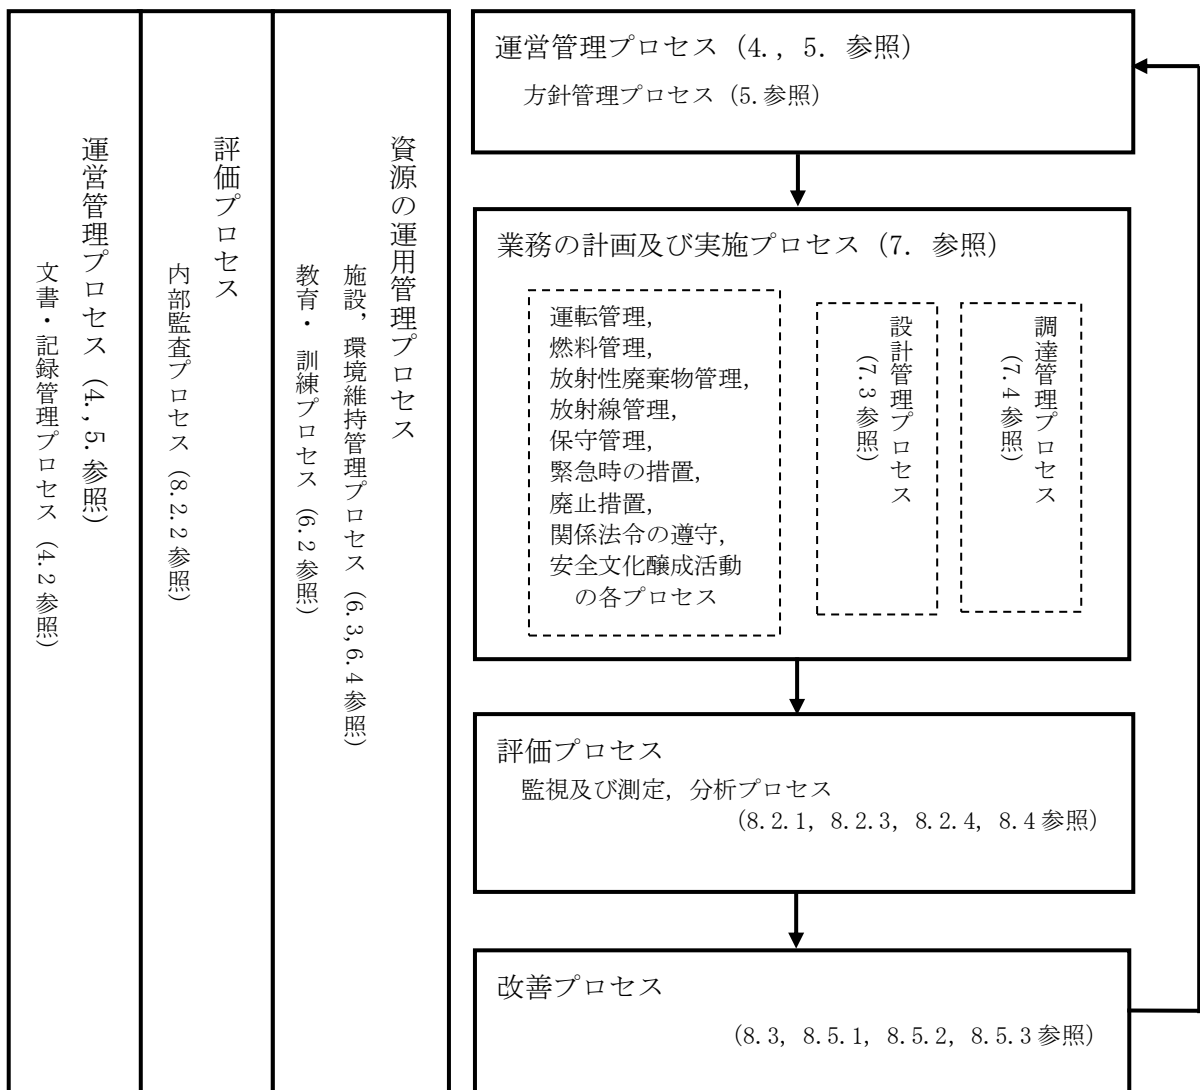 運営管理プロセス（4., 5. 参照）
文書・記録管理プロセス（4.2参照）
評価プロセス
内部監査プロセス（8.2.2参照）
資源の運用管理プロセス
施設，環境維持管理プロセス（6.3,6.4参照）
教育・ 訓練プロセス（6.2参照）
運営管理プロセス（4., 5. 参照）
方針管理プロセス（5.参照）
業務の計画及び実施プロセス（7. 参照）
運転管理，
燃料管理，
放射性廃棄物管理，
放射線管理，
保守管理，
緊急時の措置，
廃止措置，
関係法令の遵守，
安全文化醸成活動
の各プロセス
設計管理プロセス
（7.3参照）
調達管理プロセス
（7.4参照）
評価プロセス
監視及び測定，分析プロセス
（8.2.1, 8.2.3, 8.2.4, 8.4参照）
改善プロセス
（8.3, 8.5.1, 8.5.2, 8.5.3参照）